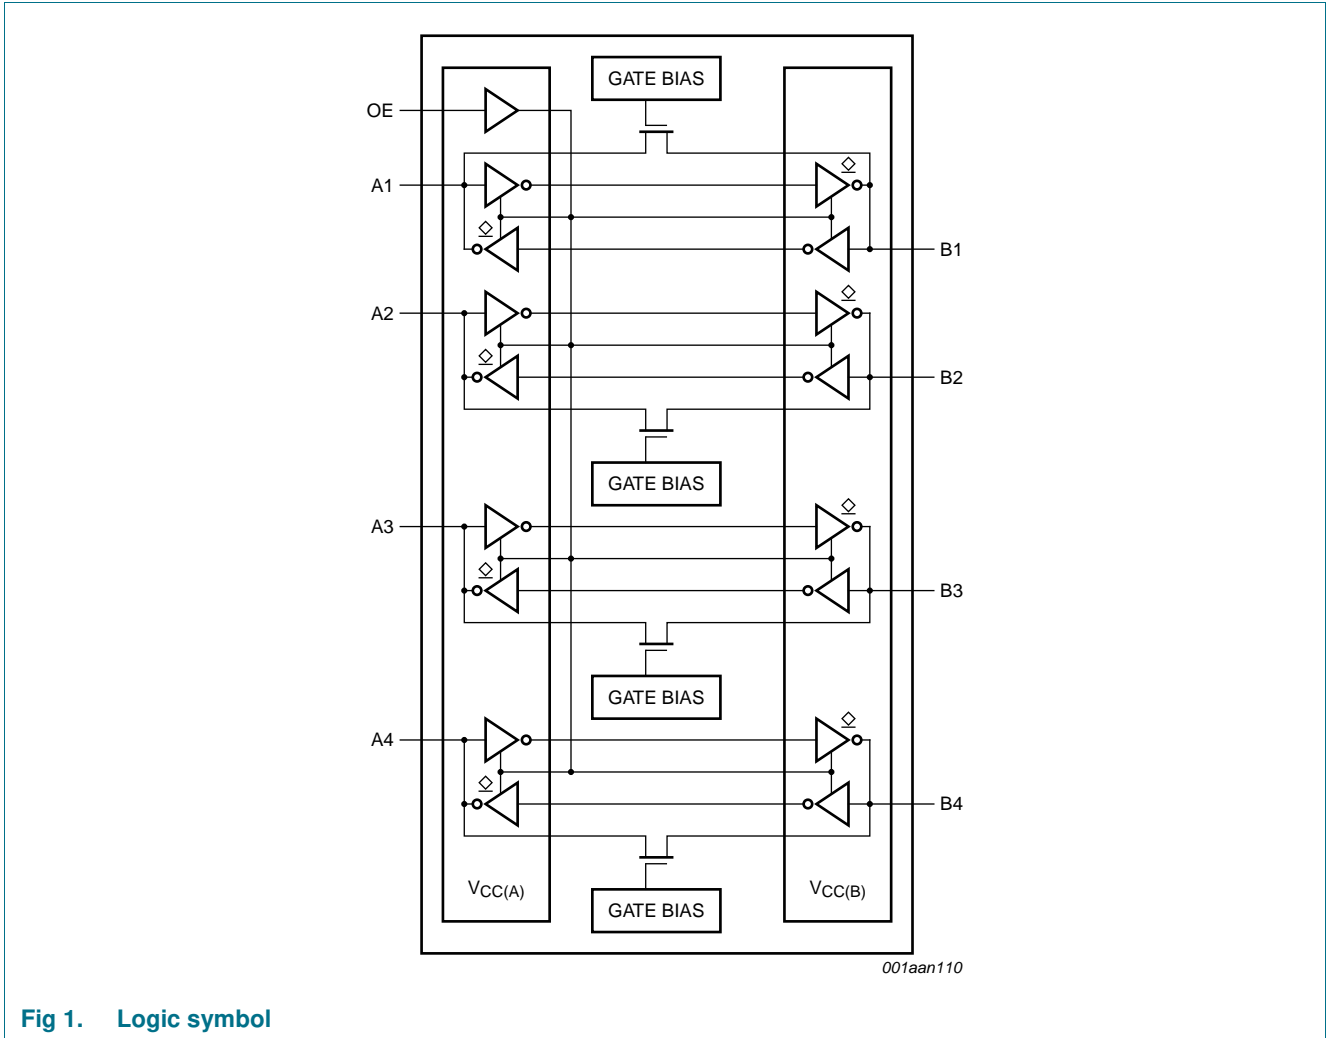 GATE BIAS
OE
A1
B1
A2
B2
GATE BIAS
A3
B3
GATE BIAS
A4
B4
VCC(A)
VCC(B)
GATE BIAS
001aan110
Fig 1. Logic symbol